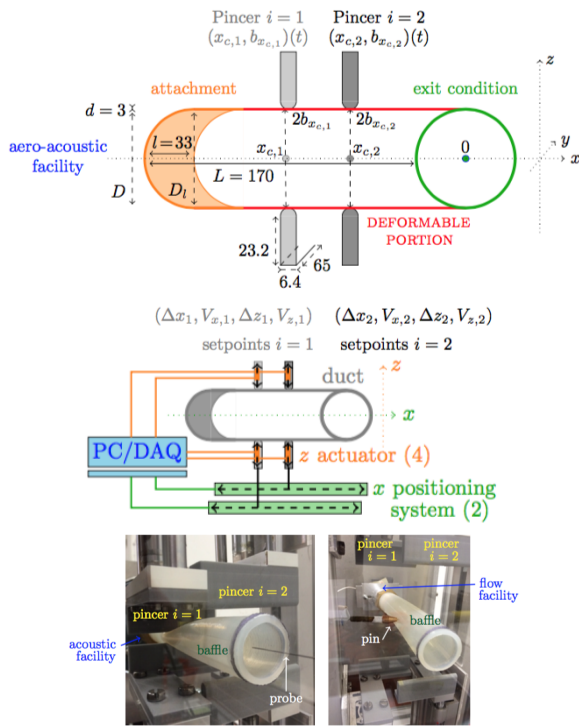 Pincer i = 1 Pincer i = 2
(x_{c,1}, b_{x_{c,1}})(t) (x_{c,2}, b_{x_{c,2}})(t)
z
attachment exit condition
d = 3
2b_{x_{c,1}} 2b_{x_{c,2}}
y
aero-acoustic
facility
l = 33
x_{c,1} x_{c,2} 0
x
L = 170
D
D_l
DEFORMABLE
PORTION
23.2
65
6.4
(Δx_1, V_{x,1}, Δz_1, V_{z,1}) (Δx_2, V_{x,2}, Δz_2, V_{z,2})
setpoints i = 1 setpoints i = 2
z
duct
x
PC/DAQ
z actuator (4)
x positioning
system (2)
pincer i = 2
pincer i = 1
acoustic
facility
baffle
probe
pincer pincer
i = 1 i = 2
flow
facility
baffle
pin